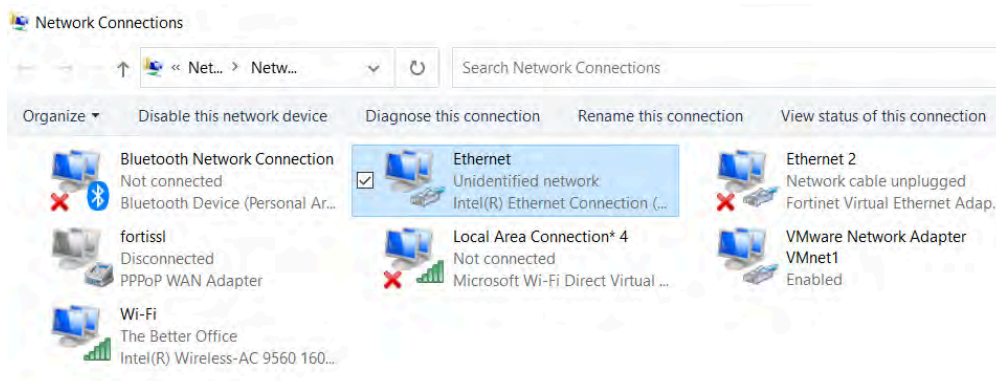 Network Connections
« Net... > Netw...
Search Network Connections
Organize
Disable this network device
Diagnose this connection
Rename this connection
View status of this connection
Bluetooth Network Connection
Not connected
Bluetooth Device (Personal Ar...
Ethernet
Unidentified network
Intel(R) Ethernet Connection (...
Ethernet 2
Network cable unplugged
Fortinet Virtual Ethernet Adap.
fortissl
Disconnected
PPPoP WAN Adapter
Local Area Connection* 4
Not connected
Microsoft Wi-Fi Direct Virtual ...
VMware Network Adapter
VMnet1
Enabled
Wi-Fi
The Better Office
Intel(R) Wireless-AC 9560 160...